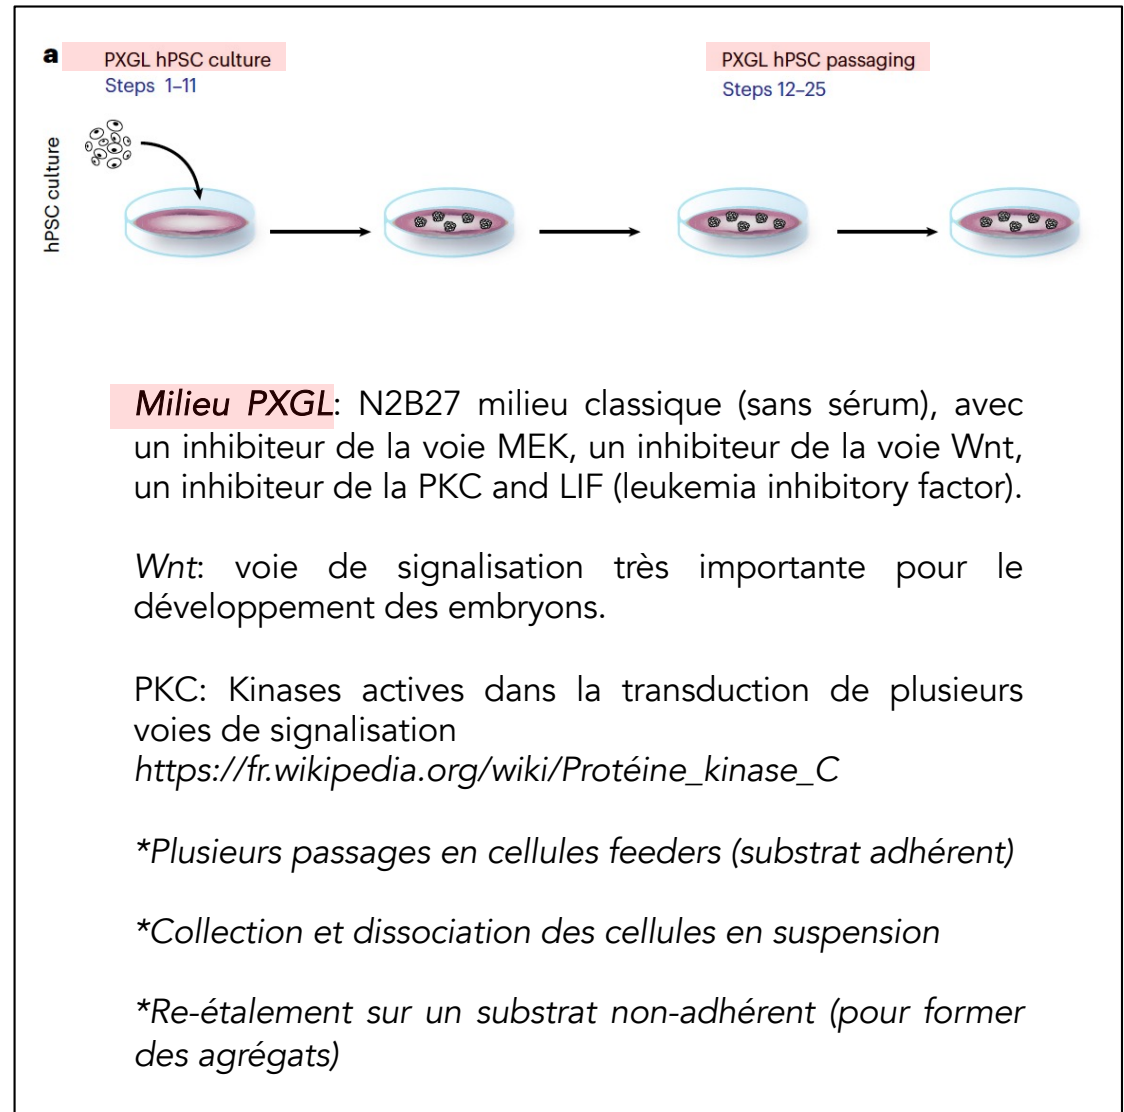 a
PXGL hPSC culture
Steps 1–11
PXGL hPSC passaging
Steps 12–25
hPSC culture
Milieu PXGL: N2B27 milieu classique (sans sérum), avec
un inhibiteur de la voie MEK, un inhibiteur de la voie Wnt,
un inhibiteur de la PKC and LIF (leukemia inhibitory factor).
Wnt: voie de signalisation très importante pour le
développement des embryons.
PKC: Kinases actives dans la transduction de plusieurs
voies de signalisation
https://fr.wikipedia.org/wiki/Protéine_kinase_C
*Plusieurs passages en cellules feeders (substrat adhérent)
*Collection et dissociation des cellules en suspension
*Re-étalement sur un substrat non-adhérent (pour former
des agrégats)